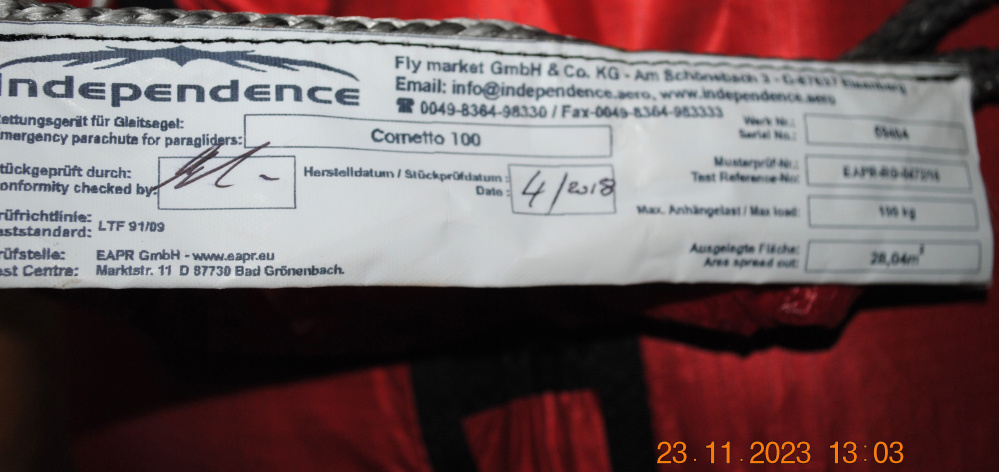 independence
Fly market GmbH & Co. KG - Am Schönebach 3 - D-87637 Eisenberg
Email: info@independence.aero, www.independence.aero
☎ 0049-8364-98330 / Fax-0049-8364-983333
ettungsgerät für Gleitsegel:
mergency parachute for paragliders:
Cornetto 100
Werk Nr.:
Serial No.:
tückgeprüft durch:
onformity checked by:
Herstelldatum / Stückprüfdatum :
Date :
4/2018
Musterprüf-Nr.:
Test Reference-No:
Max. Anhängelast / Max load:
100 kg
rüfrichtlinie:
eststandard:
LTF 91/09
Ausgelegte Fläche:
Area spread out:
28,04m²
rüfstelle:
est Centre:
EAPR GmbH - www.eapr.eu
Marktstr. 11 D 87730 Bad Grönenbach.
23.11.2023 13:03